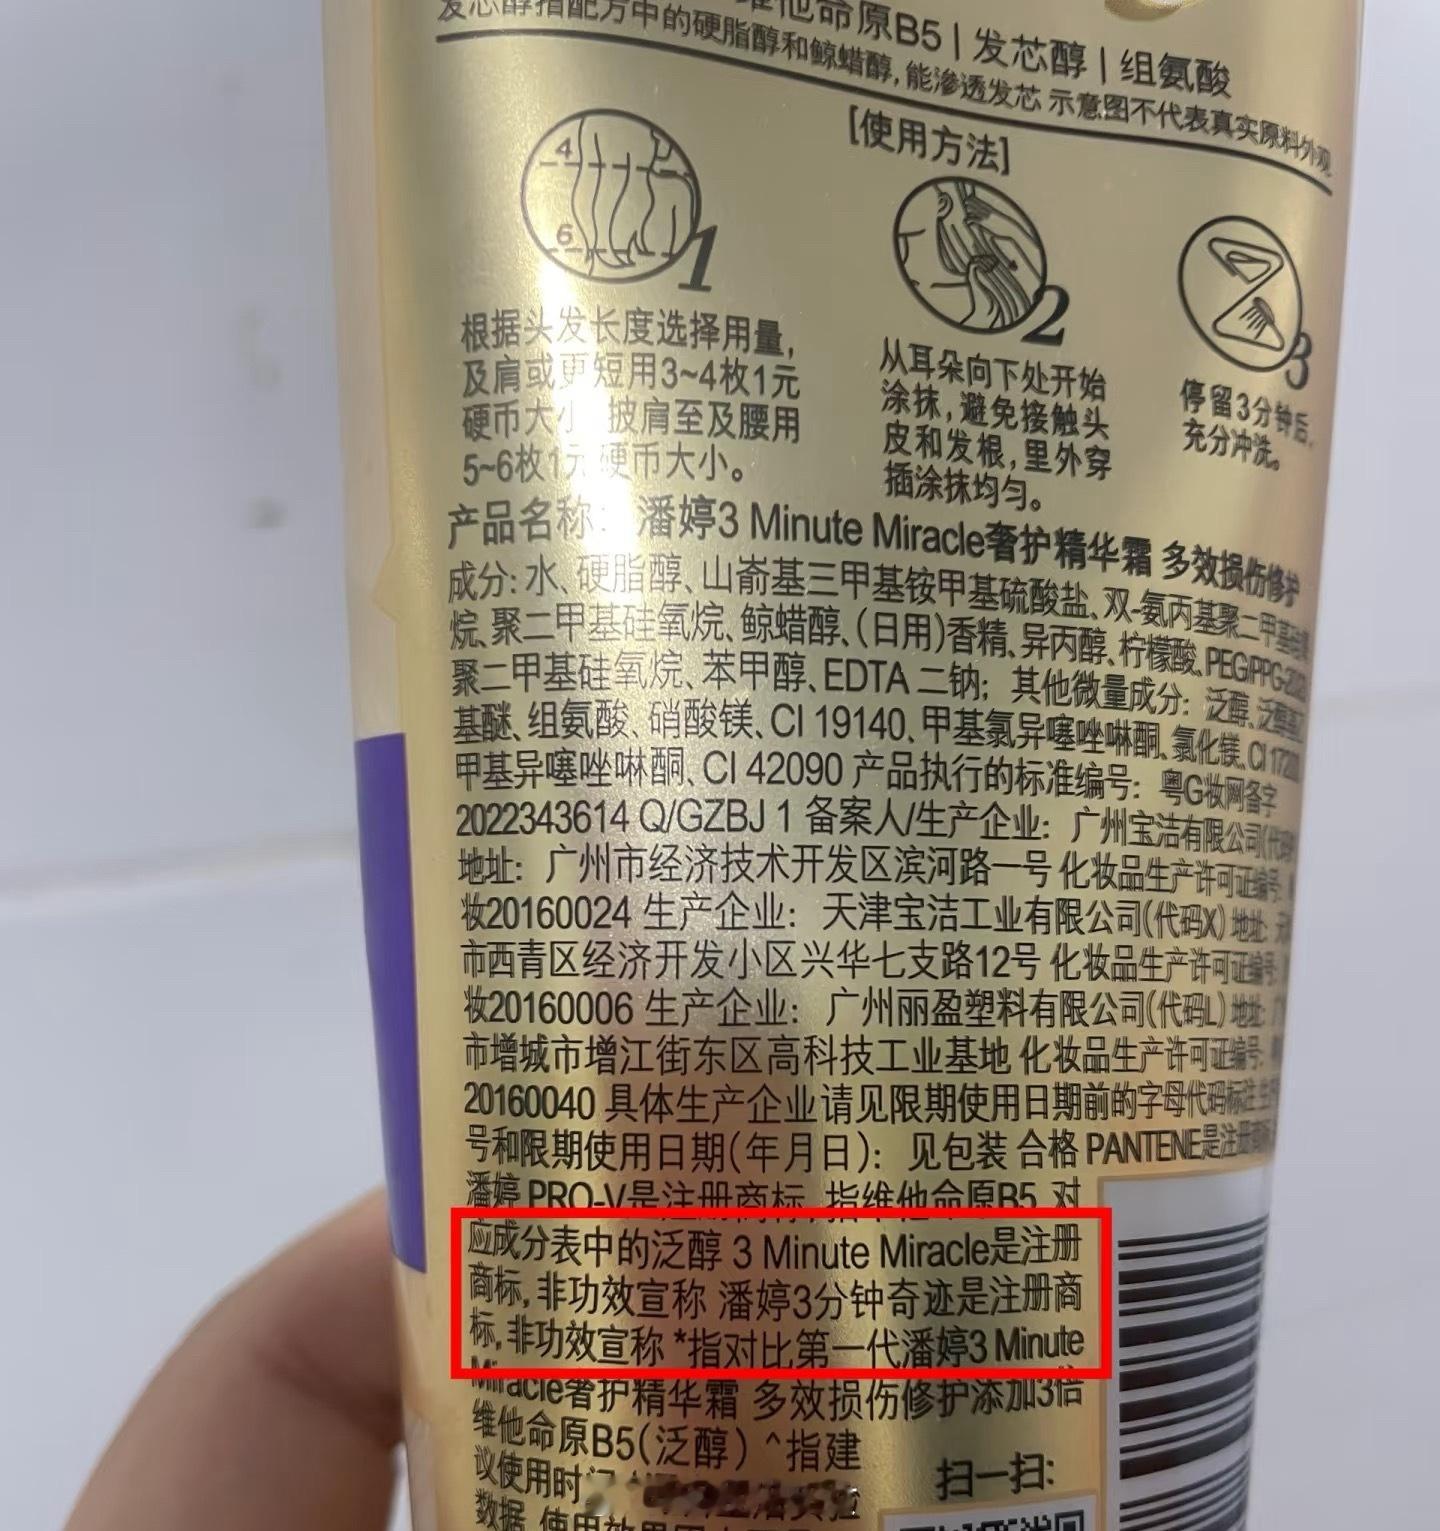 维他命原B5 | 发芯醇 | 组氨酸
发芯醇指配方中的硬脂醇和鲸蜡醇,能渗透发芯 示意图不代表真实原料外观
[使用方法]
4
6
1
根据头发长度选择用量,
及肩或更短用3~4枚1元
硬币大小 披肩至及腰用
5~6枚1元硬币大小。
2
从耳朵向下处开始
涂抹,避免接触头
皮和发根,里外穿
插涂抹均匀。
3
停留3分钟后,
充分冲洗。
产品名称: 潘婷3 Minute Miracle奢护精华霜 多效损伤修护
成分: 水、硬脂醇、山嵛基三甲基铵甲基硫酸盐、双-氨丙基聚二甲基硅氧
烷、聚二甲基硅氧烷、鲸蜡醇、(日用)香精、异丙醇、柠檬酸、PEG/PPG-20/23
聚二甲基硅氧烷、苯甲醇、EDTA 二钠; 其他微量成分: 泛醇、泛醇基乙
基醚、组氨酸、硝酸镁、CI 19140、甲基氯异噻唑啉酮、氯化镁、CI 17200、
甲基异噻唑啉酮、CI 42090 产品执行的标准编号: 粤G妆网备字
2022343614 Q/GZBJ 1 备案人/生产企业: 广州宝洁有限公司(代码
地址: 广州市经济技术开发区滨河路一号 化妆品生产许可证编号:
妆20160024 生产企业: 天津宝洁工业有限公司(代码X) 地址: 天
市西青区经济开发小区兴华七支路12号 化妆品生产许可证编号:
妆20160006 生产企业: 广州丽盈塑料有限公司(代码L) 地址: 广
市增城市增江街东区高科技工业基地 化妆品生产许可证编号:
20160040 具体生产企业请见限期使用日期前的字母代码标注 生产
号和限期使用日期(年月日): 见包装 合格 PANTENE是注册商标
潘婷 PRO-V是注册商标, 指维他命原B5, 对
应成分表中的泛醇 3 Minute Miracle是注册
商标, 非功效宣称 潘婷3分钟奇迹是注册商
标, 非功效宣称 *指对比第一代潘婷3 Minute
Miracle奢护精华霜 多效损伤修护添加3倍
维他命原B5(泛醇) ^指建
议使用时
数据, 使用效果
扫一扫: